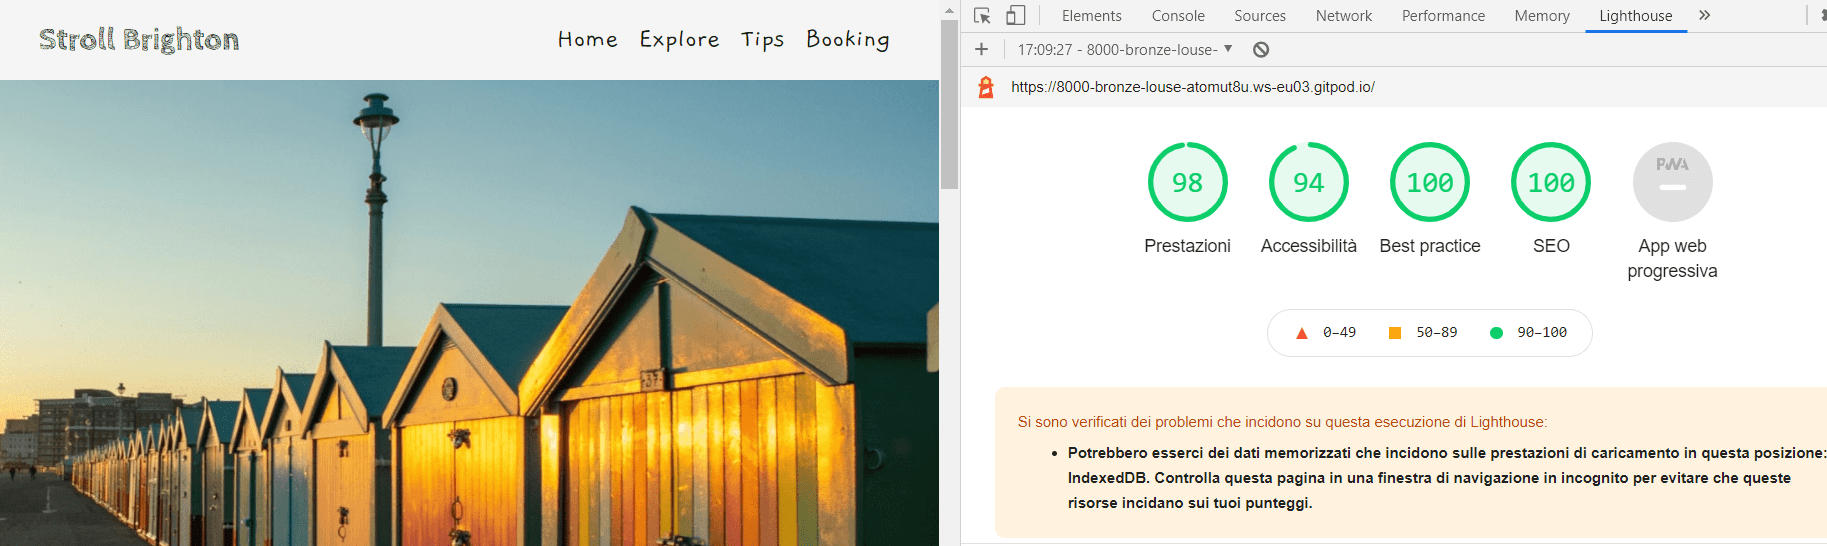 Stroll Brighton
Home Explore Tips Booking
Elements Console Sources Network Performance Memory Lighthouse »
+ 17:09:27 - 8000-bronze-louse- ▼
https://8000-bronze-louse-atomut8u.ws-eu03.gitpod.io/
98 94 100 100 PWA
Prestazioni Accessibilità Best practice SEO App web
progressiva
0–49 50–89 90–100
Si sono verificati dei problemi che incidono su questa esecuzione di Lighthouse:
• Potrebbero esserci dei dati memorizzati che incidono sulle prestazioni di caricamento in questa posizione:
IndexedDB. Controlla questa pagina in una finestra di navigazione in incognito per evitare che queste
risorse incidano sui tuoi punteggi.